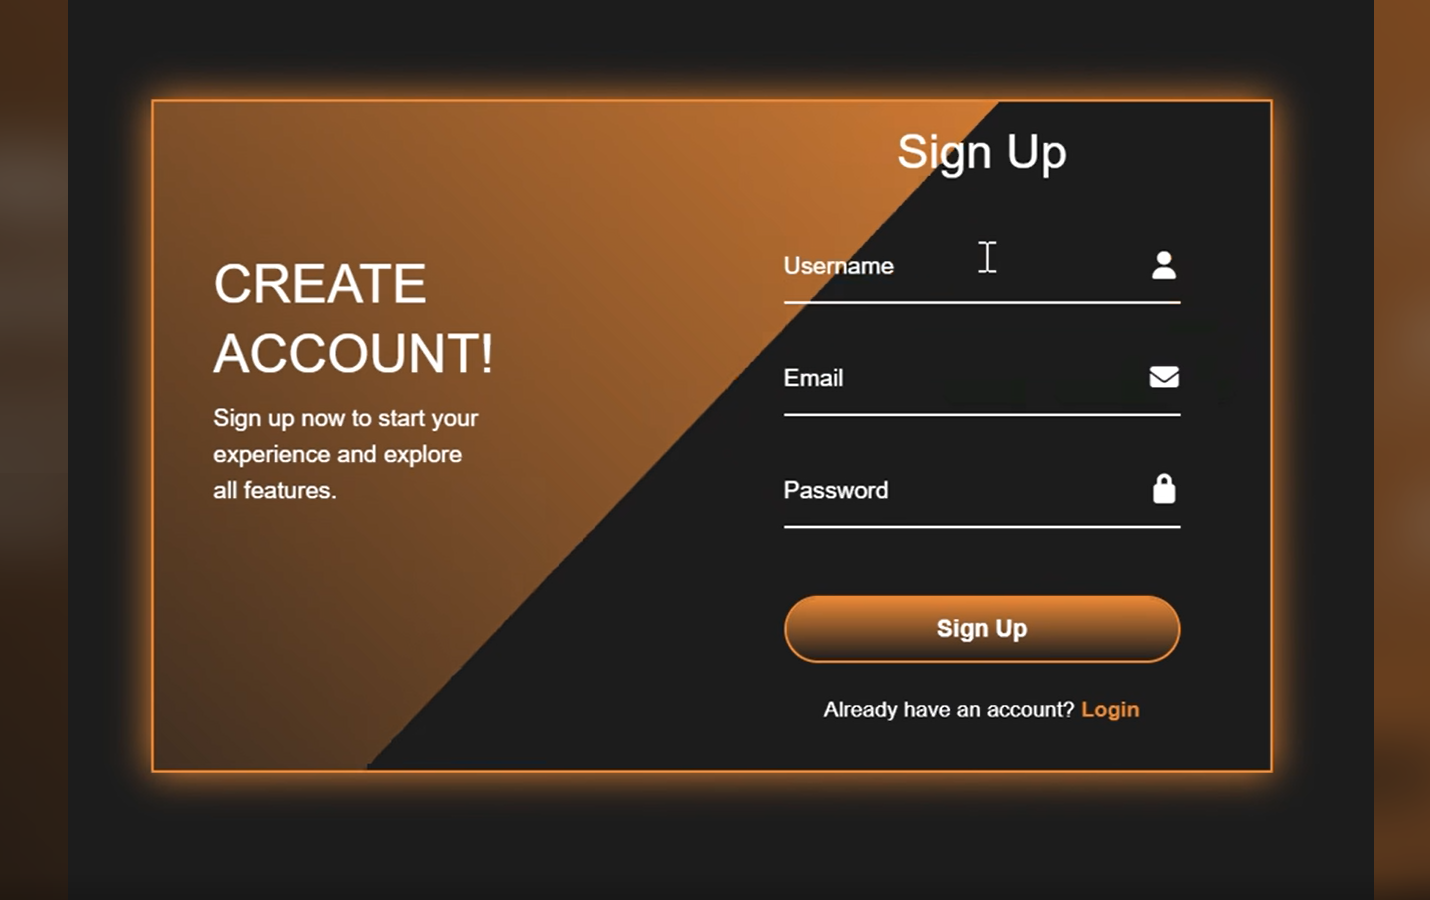 CREATE
ACCOUNT!
Sign up now to start your
experience and explore
all features.
Sign Up
Username
Email
Password
Sign Up
Already have an account? Login